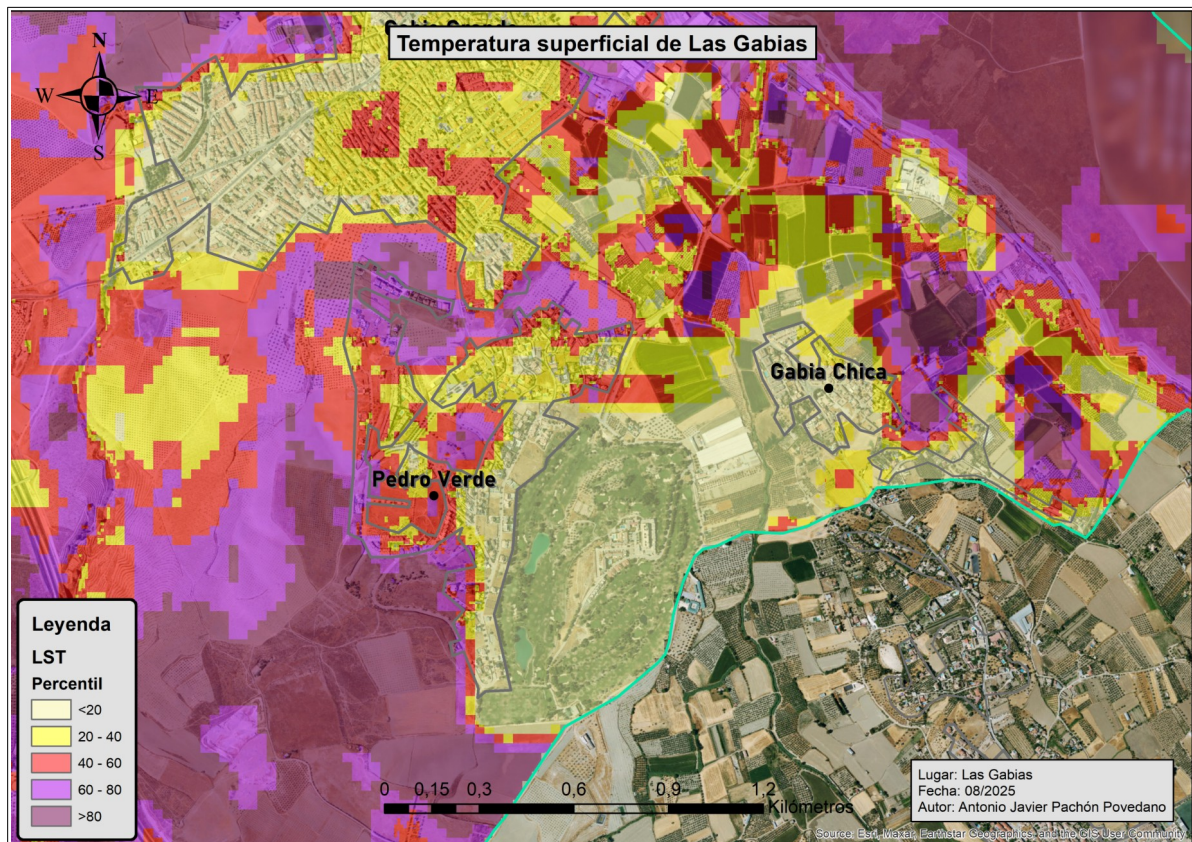 Temperatura superficial de Las Gabias
N
W
E
S
Gabia Chica
Pedro Verde
Leyenda
LST
Percentil
<20
20 - 40
40 - 60
60 - 80
>80
0 0,15 0,3 0,6 0,9 1,2
Kilómetros
Lugar: Las Gabias
Fecha: 08/2025
Autor: Antonio Javier Pachón Povedano
Source: Esri, Maxar, Earthstar Geographics, and the GIS User Community